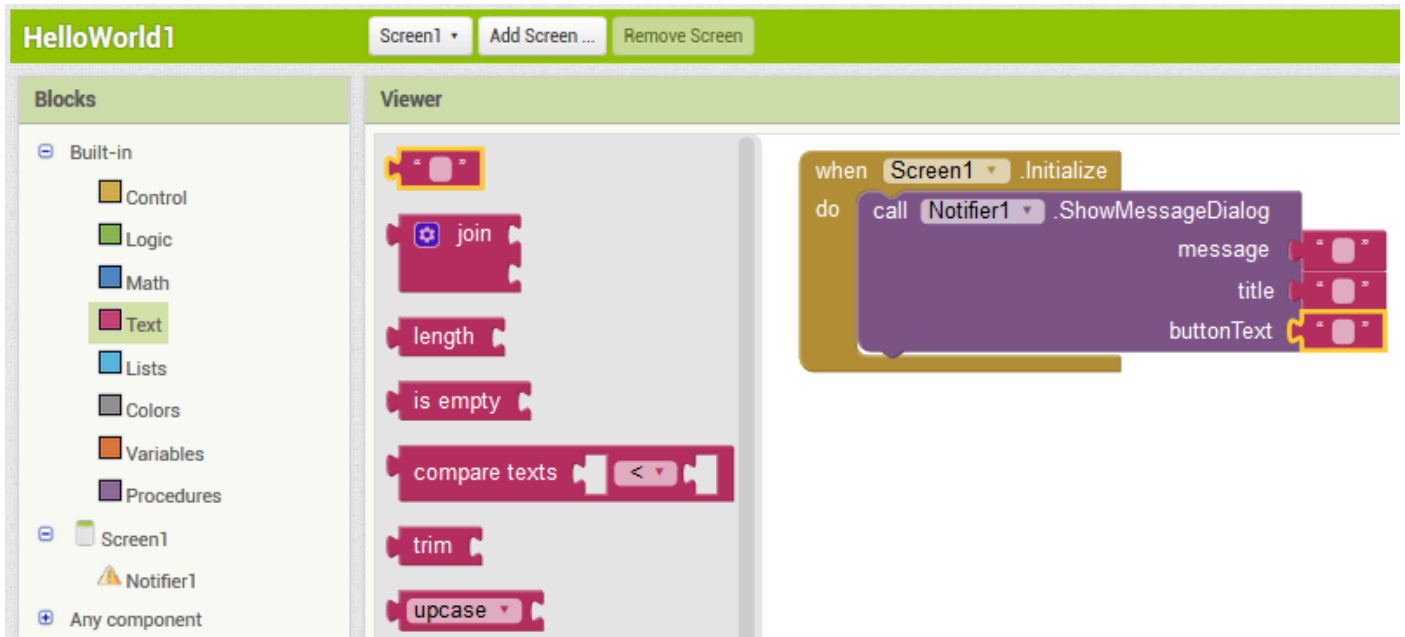 HelloWorld1
Screen1 Add Screen ... Remove Screen
Blocks
Built-in
Control
Logic
Math
Text
Lists
Colors
Variables
Procedures
Screen1
Notifier1
Any component
Viewer
“ ”
join
length
is empty
compare texts <
trim
upcase
when Screen1 .Initialize
do call Notifier1 .ShowMessageDialog
message “ ”
title “ ”
buttonText “ ”